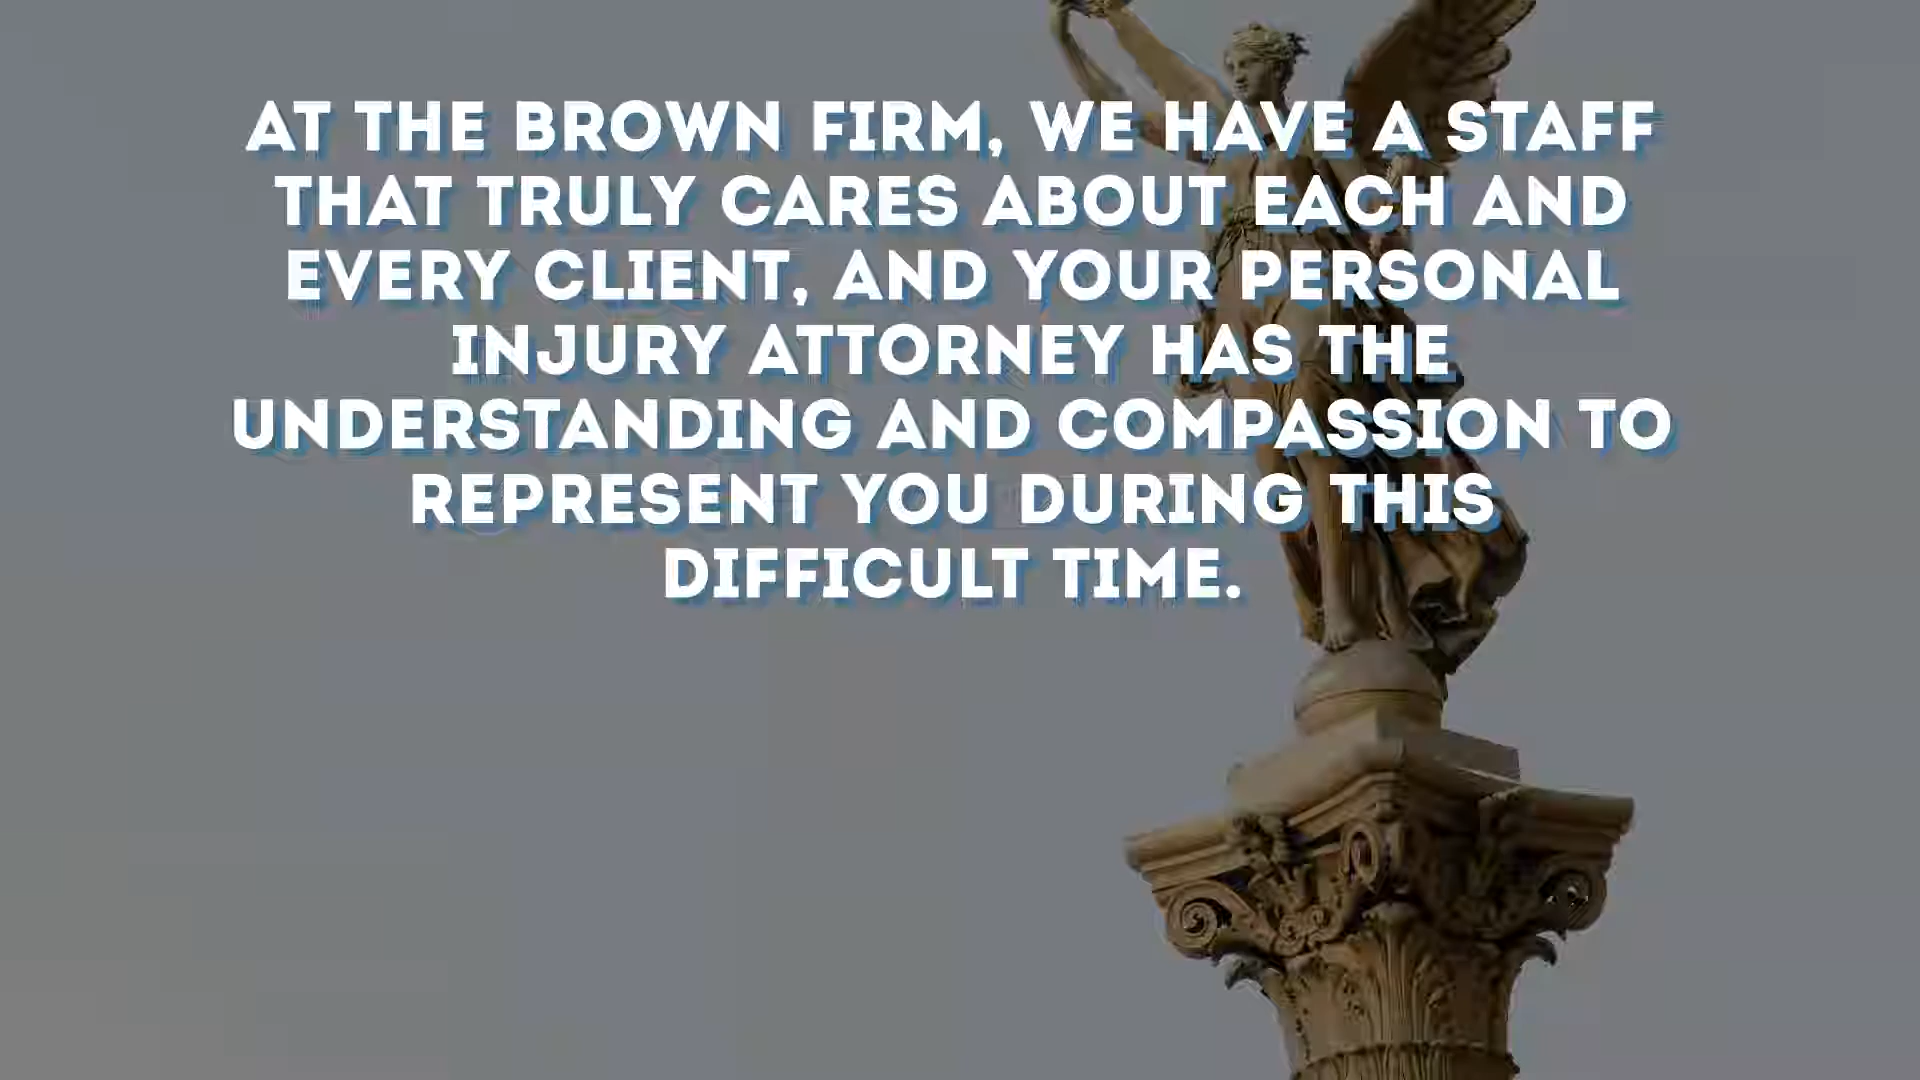 AT THE BROWN FIRM, WE HAVE A STAFF
THAT TRULY CARES ABOUT EACH AND
EVERY CLIENT, AND YOUR PERSONAL
INJURY ATTORNEY HAS THE
UNDERSTANDING AND COMPASSION TO
REPRESENT YOU DURING THIS
DIFFICULT TIME.